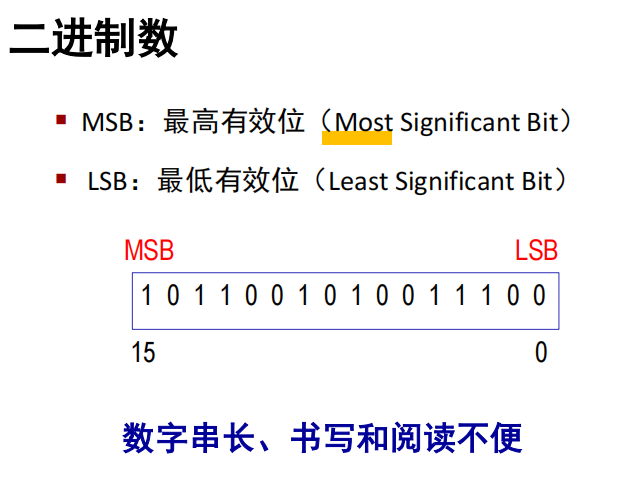 二进制数
MSB：最高有效位（Most Significant Bit）
LSB：最低有效位（Least Significant Bit）
MSB LSB
1 0 1 1 0 0 1 0 1 0 0 1 1 1 0 0
15 0
数字串长、书写和阅读不便